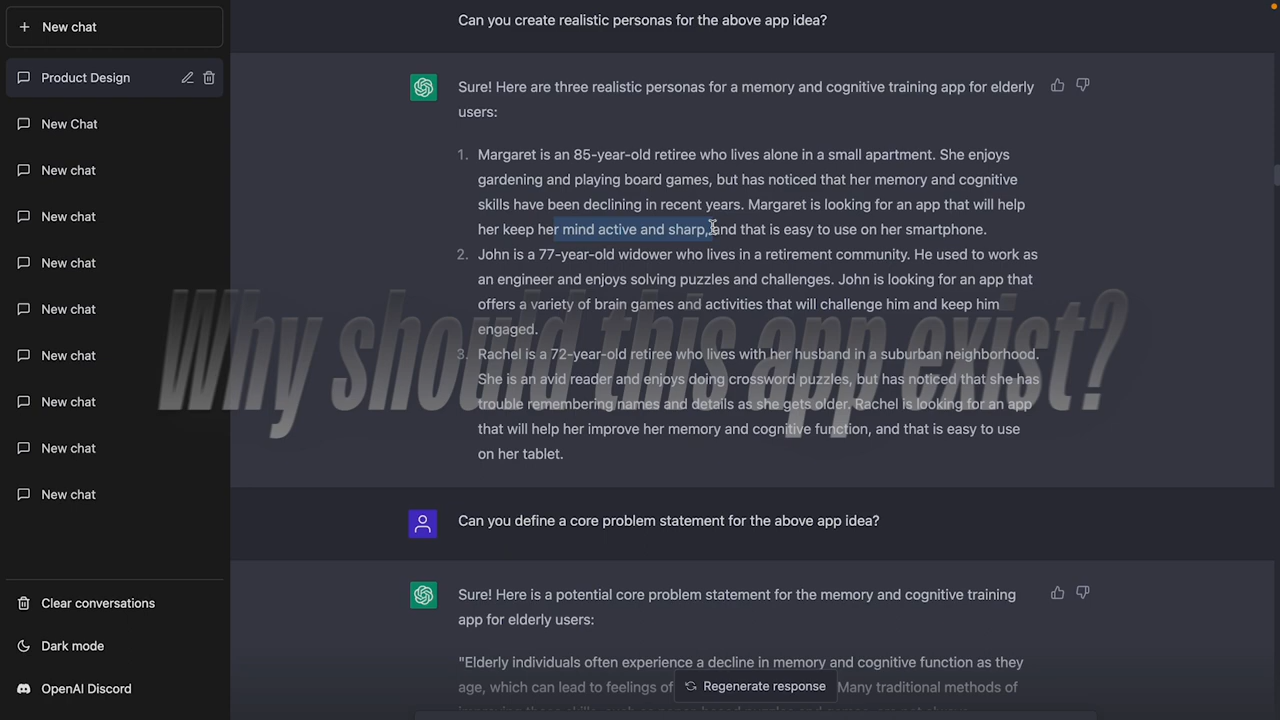 New chat
Product Design
New Chat
New chat
New chat
New chat
New chat
New chat
New chat
New chat
New chat
Clear conversations
Dark mode
OpenAI Discord
Can you create realistic personas for the above app idea?
Sure! Here are three realistic personas for a memory and cognitive training app for elderly
users:
1. Margaret is an 85-year-old retiree who lives alone in a small apartment. She enjoys
gardening and playing board games, but has noticed that her memory and cognitive
skills have been declining in recent years. Margaret is looking for an app that will help
her keep her mind active and sharp, and that is easy to use on her smartphone.
2. John is a 77-year-old widower who lives in a retirement community. He used to work as
an engineer and enjoys solving puzzles and challenges. John is looking for an app that
offers a variety of brain games and activities that will challenge him and keep him
engaged.
3. Rachel is a 72-year-old retiree who lives with her husband in a suburban neighborhood.
She is an avid reader and enjoys doing crossword puzzles, but has noticed that she has
trouble remembering names and details as she gets older. Rachel is looking for an app
that will help her improve her memory and cognitive function, and that is easy to use
on her tablet.
Why should this app exist?
Can you define a core problem statement for the above app idea?
Sure! Here is a potential core problem statement for the memory and cognitive training
app for elderly users:
"Elderly individuals often experience a decline in memory and cognitive function as they
age, which can lead to feelings of Many traditional methods of
Regenerate response